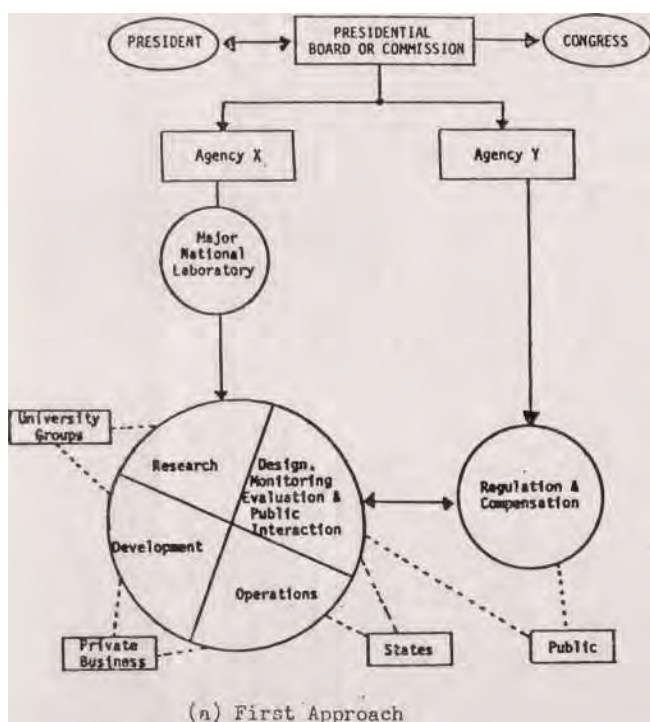 PRESIDENT
PRESIDENTIAL
BOARD OR COMMISSION
CONGRESS
Agency X
Agency Y
Major
National
Laboratory
University
Groups
Research
Design,
Monitoring
Evaluation &
Public
Interaction
Regulation &
Compensation
Development
Operations
Private
Business
States
Public
(a) First Approach